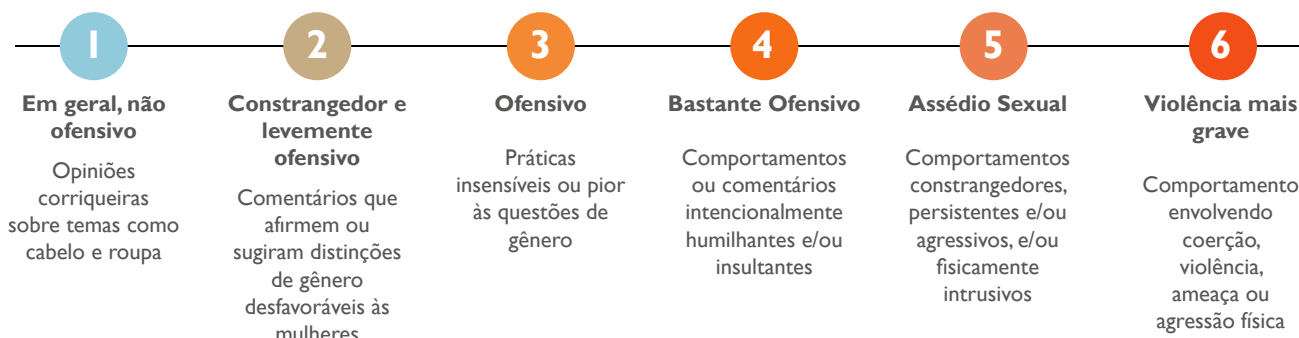 1
Em geral, não
ofensivo
Opiniões
corriqueiras
sobre temas como
cabelo e roupa
2
Constrangedor e
levemente
ofensivo
Comentários que
afirmem ou
sugiram distinções
de gênero
desfavoráveis às
mulheres
3
Ofensivo
Práticas
insensíveis ou pior
às questões de
gênero
4
Bastante Ofensivo
Comportamentos
ou comentários
intencionalmente
humilhantes e/ou
insultantes
5
Assédio Sexual
Comportamentos
constrangedores,
persistentes e/ou
agressivos, e/ou
fisicamente
intrusivos
6
Violência mais
grave
Comportamento
envolvendo
coerção,
violência,
ameaça ou
agressão física